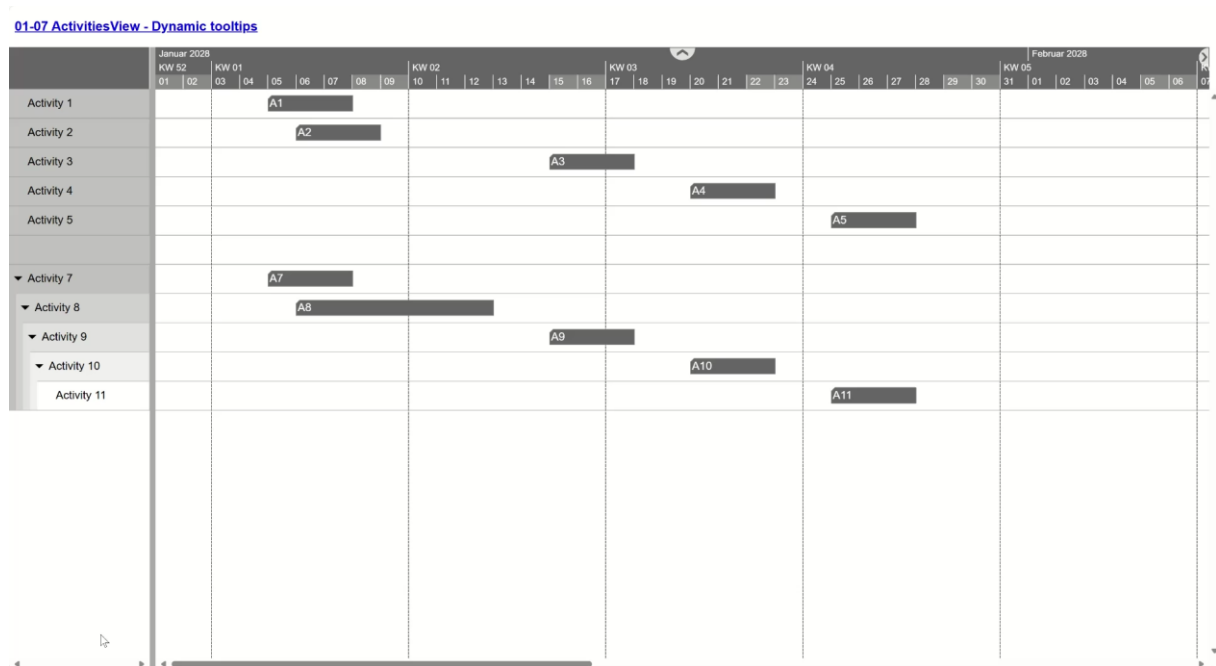 01-07 ActivitiesView - Dynamic tooltips
Januar 2028 Februar 2028
KW 52 KW 01 KW 02 KW 03 KW 04 KW 05
01 02 03 04 05 06 07 08 09 10 11 12 13 14 15 16 17 18 19 20 21 22 23 24 25 26 27 28 29 30 31 01 02 03 04 05 06 07
Activity 1 A1
Activity 2 A2
Activity 3 A3
Activity 4 A4
Activity 5 A5
Activity 7 A7
Activity 8 A8
Activity 9 A9
Activity 10 A10
Activity 11 A11